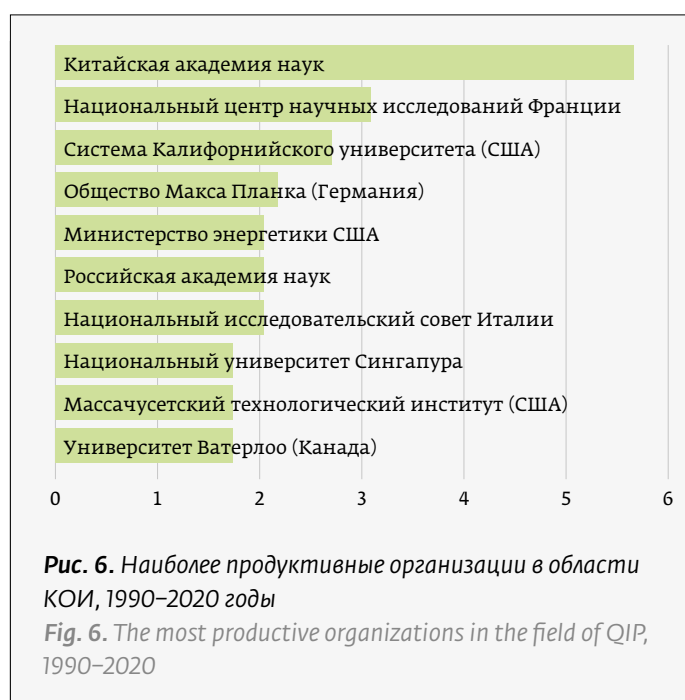 Китайская академия наук
Национальный центр научных исследований Франции
Система Калифорнийского университета (США)
Общество Макса Планка (Германия)
Министерство энергетики США
Российская академия наук
Национальный исследовательский совет Италии
Национальный университет Сингапура
Массачусетский технологический институт (США)
Университет Ватерлоо (Канада)
0 1 2 3 4 5 6
Рис. 6. Наиболее продуктивные организации в области
КОИ, 1990–2020 годы
Fig. 6. The most productive organizations in the field of QIP,
1990–2020